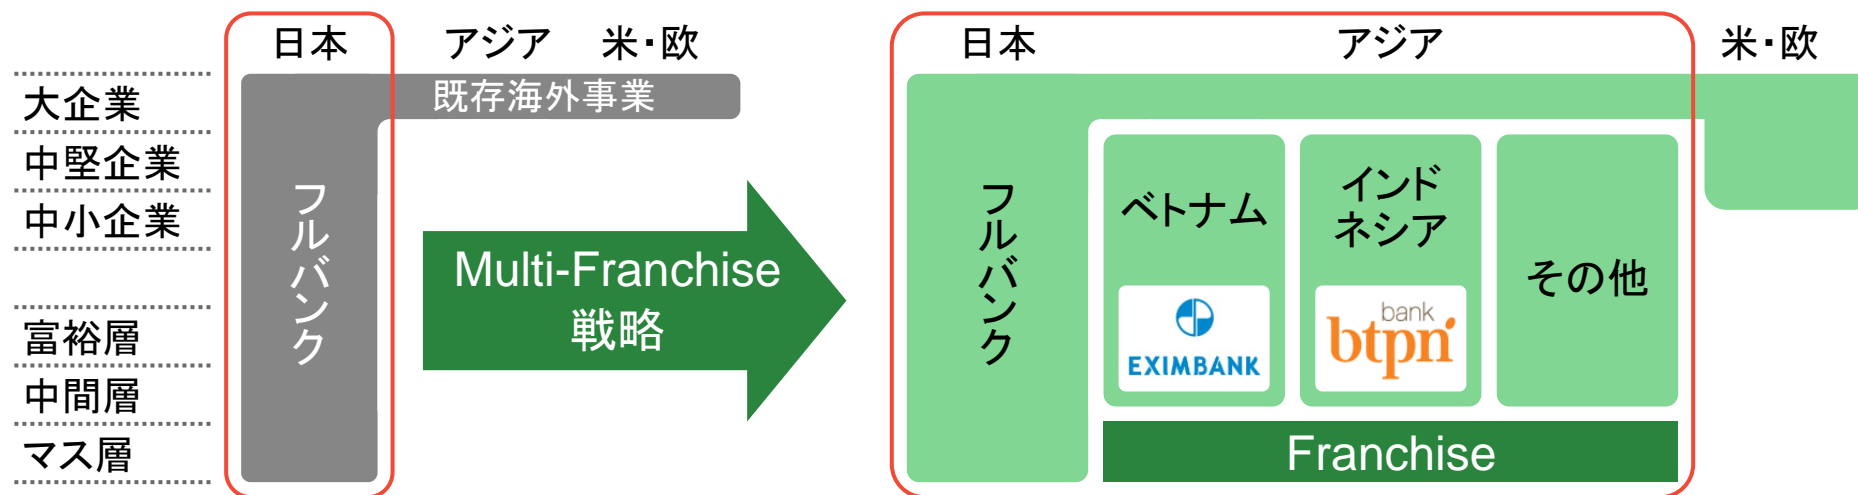 日本
アジア
米・欧
大企業
中堅企業
中小企業
富裕層
中間層
マス層
既存海外事業
フルバンク
Multi-Franchise
戦略
日本
アジア
米・欧
フルバンク
ベトナム
EXIMBANK
インド
ネシア
bank
btpn
その他
Franchise